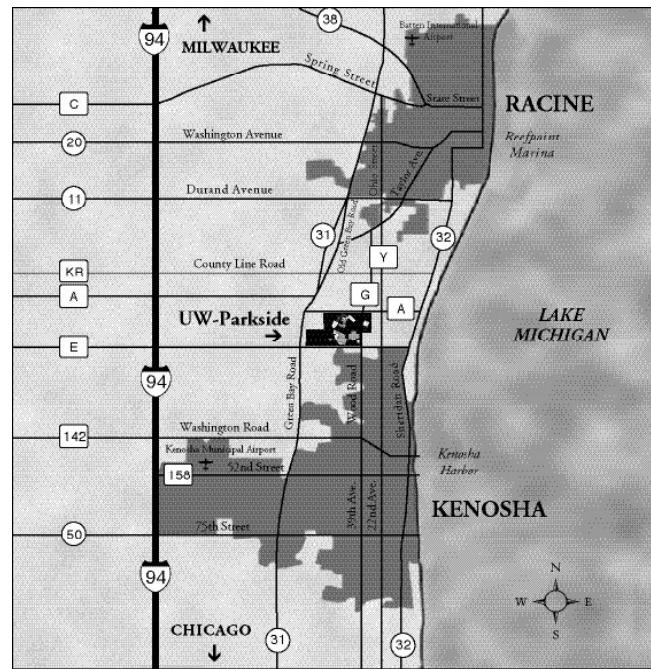 94
MILWAUKEE
38
Batten International
Airport
Spring Street
State Street
C
RACINE
20
Washington Avenue
Reefpoint
Marina
Ohio Street
Taylor Ave.
11
Durand Avenue
31
Old Green Bay Road
32
Y
KR
County Line Road
A
G
A
UW-Parkside
LAKE
MICHIGAN
E
94
Green Bay Road
Wood Road
Sheridan Road
142
Washington Road
Kenosha Municipal Airport
Kenosha
Harbor
158
52nd Street
39th Ave.
22nd Ave.
KENOSHA
50
75th Street
94
N
W
E
S
CHICAGO
31
32